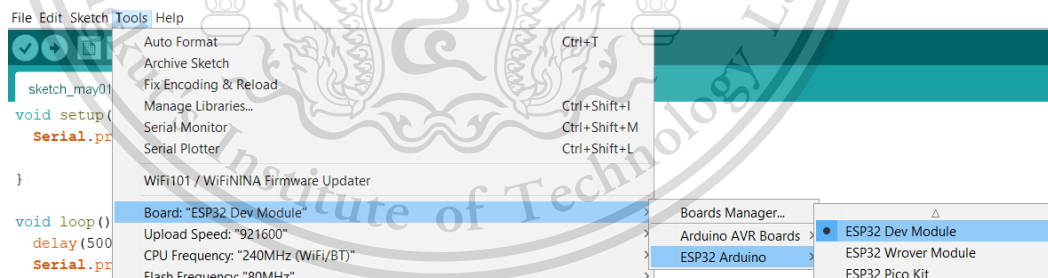 File Edit Sketch Tools Help
Auto Format Ctrl+T
Archive Sketch
Fix Encoding & Reload
sketch_may01
Manage Libraries... Ctrl+Shift+I
void setup(
Serial Monitor Ctrl+Shift+M
Serial.pr
Serial Plotter Ctrl+Shift+L
}
WiFi101 / WiFiNINA Firmware Updater
Board: "ESP32 Dev Module" Boards Manager...
void loop()
Upload Speed: "921600" Arduino AVR Boards ESP32 Dev Module
delay(500
CPU Frequency: "240MHz (WiFi/BT)" ESP32 Arduino ESP32 Wrover Module
Serial.pr
Flash Frequency: "80MHz" ESP32 Pico Kit
Institute of Technology